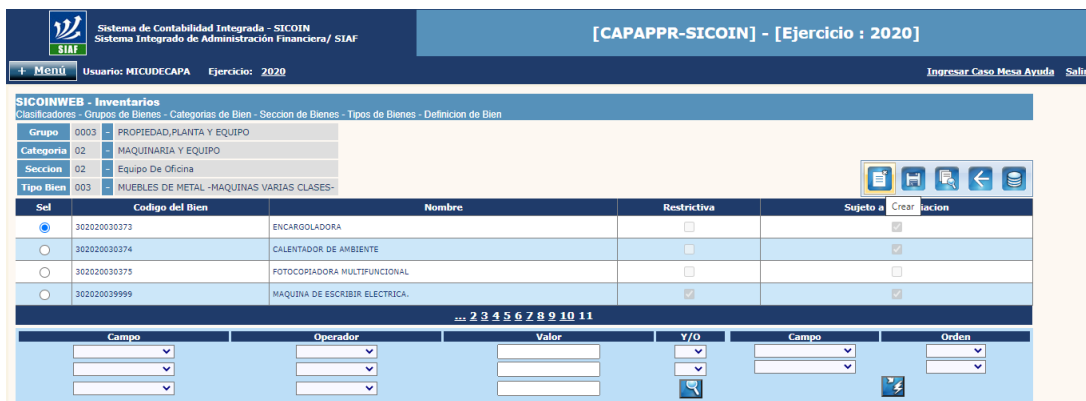 SIAF
Sistema de Contabilidad Integrada - SICOIN
Sistema Integrado de Administración Financiera/ SIAF
[CAPAPPR-SICOIN] - [Ejercicio : 2020]
+ Menú Usuario: MICUDECAPA Ejercicio: 2020 Ingresar Caso Mesa Ayuda Salir
SICOINWEB - Inventarios
Clasificadores - Grupos de Bienes - Categorias de Bien - Seccion de Bienes - Tipos de Bienes - Definicion de Bien
Grupo 0003 - PROPIEDAD,PLANTA Y EQUIPO
Categoria 02 - MAQUINARIA Y EQUIPO
Seccion 02 - Equipo De Oficina
Tipo Bien 003 - MUEBLES DE METAL -MAQUINAS VARIAS CLASES-
Sel Codigo del Bien Nombre Restrictiva Sujeto a iacion
Crear
302020030373 ENCARGOLADORA
302020030374 CALENTADOR DE AMBIENTE
302020030375 FOTOCOPIADORA MULTIFUNCIONAL
302020039999 MAQUINA DE ESCRIBIR ELECTRICA.
... 2 3 4 5 6 7 8 9 10 11
Campo Operador Valor Y/O Campo Orden